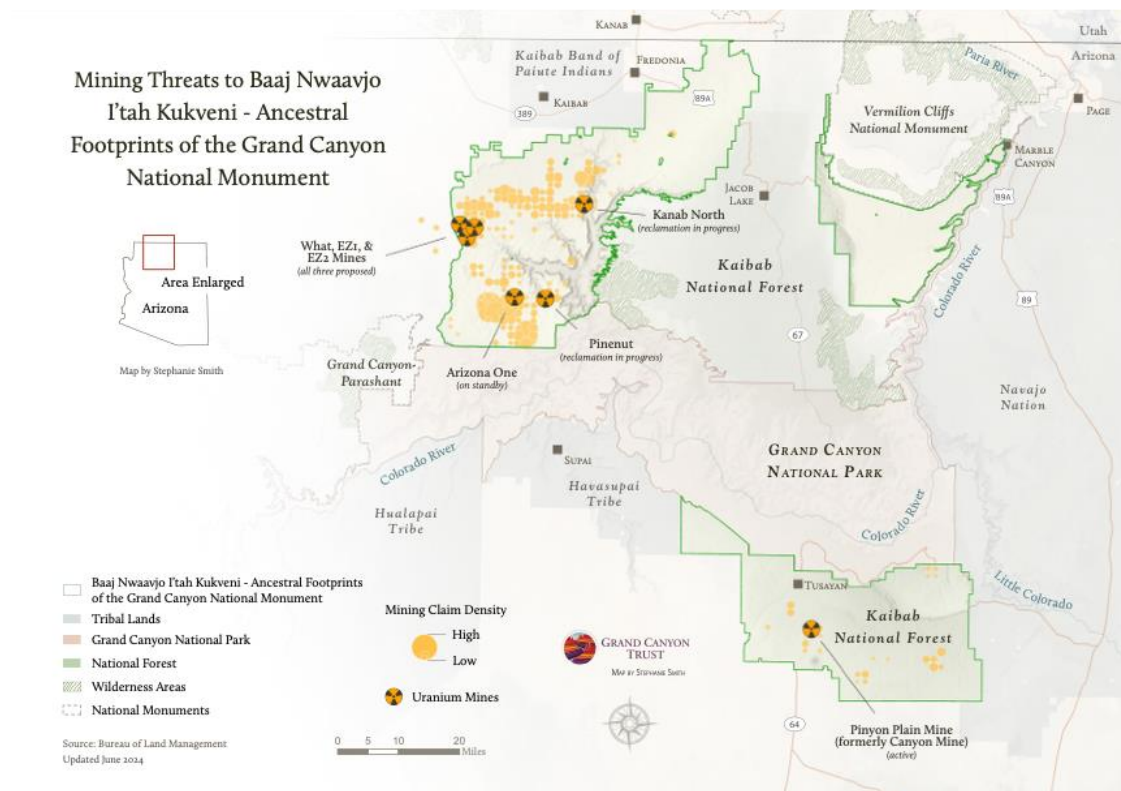 Mining Threats to Baaj Nwaavjo
I'tah Kukveni - Ancestral
Footprints of the Grand Canyon
National Monument
Area Enlarged
Arizona
Map by Stephanie Smith
KANAB
Utah
Arizona
Kaibab Band of
Paiute Indians
FREDONIA
KAIBAB
389
89A
Paria River
PAGE
Vermilion Cliffs
National Monument
MARBLE
CANYON
89A
JACOB
LAKE
Kanab North
(reclamation in progress)
What, EZ1, &
EZ2 Mines
(all three proposed)
Kaibab
National Forest
Colorado River
89
67
Pinenut
(reclamation in progress)
Arizona One
(on standby)
Grand Canyon-
Parashant
Navajo
Nation
GRAND CANYON
NATIONAL PARK
Colorado River
SUPAI
Havasupai
Tribe
Hualapai
Tribe
Colorado River
Little Colorado
TUSAYAN
Kaibab
National Forest
64
Pinyon Plain Mine
(formerly Canyon Mine)
(active)
Baaj Nwaavjo I'tah Kukveni - Ancestral Footprints
of the Grand Canyon National Monument
Tribal Lands
Grand Canyon National Park
National Forest
Wilderness Areas
National Monuments
Source: Bureau of Land Management
Updated June 2024
Mining Claim Density
High
Low
Uranium Mines
0 5 10 20
Miles
GRAND CANYON
TRUST
MAP BY STEPHANIE SMITH